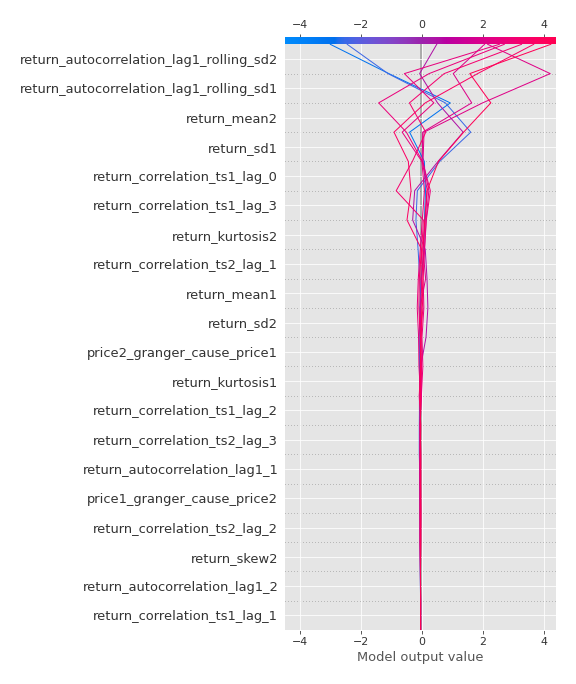 −4 −2 0 2 4
return_autocorrelation_lag1_rolling_sd2
return_autocorrelation_lag1_rolling_sd1
return_mean2
return_sd1
return_correlation_ts1_lag_0
return_correlation_ts1_lag_3
return_kurtosis2
return_correlation_ts2_lag_1
return_mean1
return_sd2
price2_granger_cause_price1
return_kurtosis1
return_correlation_ts1_lag_2
return_correlation_ts2_lag_3
return_autocorrelation_lag1_1
price1_granger_cause_price2
return_correlation_ts2_lag_2
return_skew2
return_autocorrelation_lag1_2
return_correlation_ts1_lag_1
−4 −2 0 2 4
Model output value